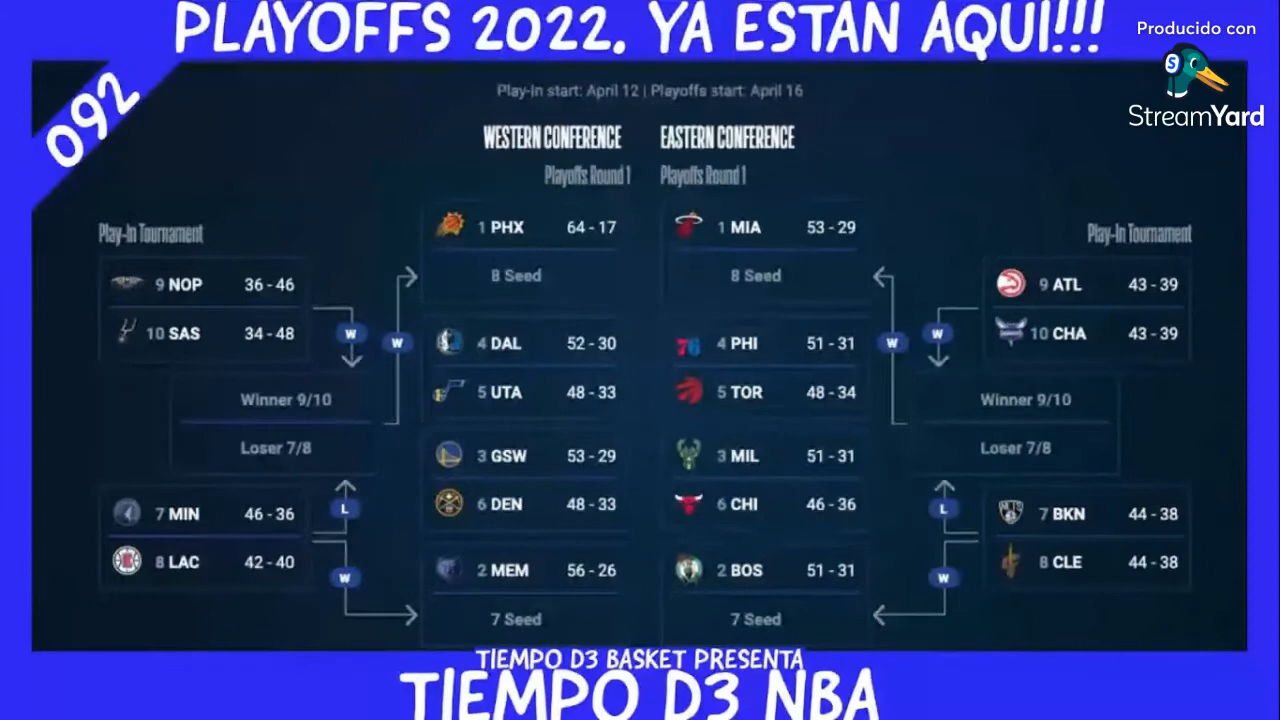 PLAYOFFS 2022. YA ESTAN AQUI!!!
Producido con
StreamYard
092
Play-In start: April 12 | Playoffs start: April 16
WESTERN CONFERENCE
EASTERN CONFERENCE
Playoffs Round 1
Playoffs Round 1
Play-In Tournament
9 NOP 36 - 46
10 SAS 34 - 48
W
W
Winner 9/10
Loser 7/8
7 MIN 46 - 36
L
8 LAC 42 - 40
W
1 PHX 64 - 17
8 Seed
4 DAL 52 - 30
5 UTA 48 - 33
3 GSW 53 - 29
6 DEN 48 - 33
2 MEM 56 - 26
7 Seed
1 MIA 53 - 29
8 Seed
4 PHI 51 - 31
5 TOR 48 - 34
3 MIL 51 - 31
6 CHI 46 - 36
2 BOS 51 - 31
7 Seed
Play-In Tournament
9 ATL 43 - 39
10 CHA 43 - 39
W
W
Winner 9/10
Loser 7/8
7 BKN 44 - 38
L
8 CLE 44 - 38
W
TIEMPO D3 BASKET PRESENTA
TIEMPO D3 NBA